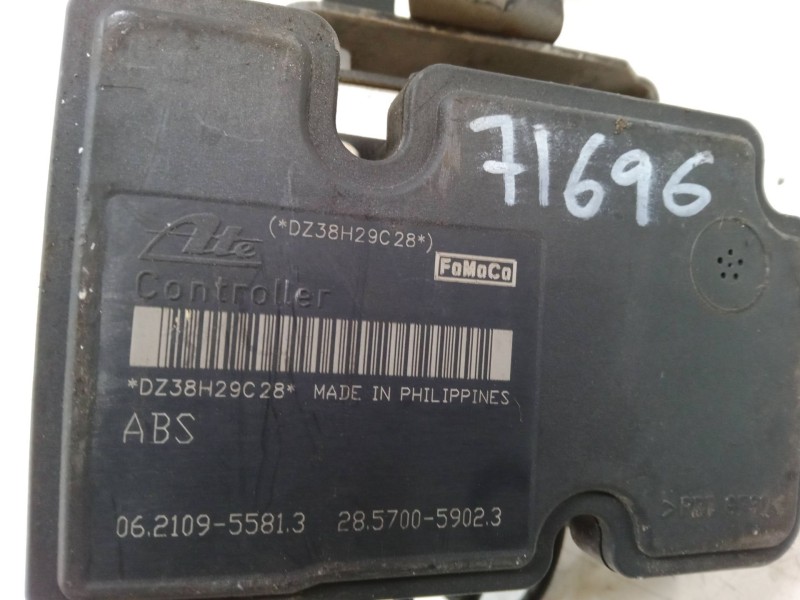 71696
Ate
(*DZ38H29C28*)
FoMoCo
Controller
*DZ38H29C28* MADE IN PHILIPPINES
ABS
06.2109-5581.3 28.5700-5902.3